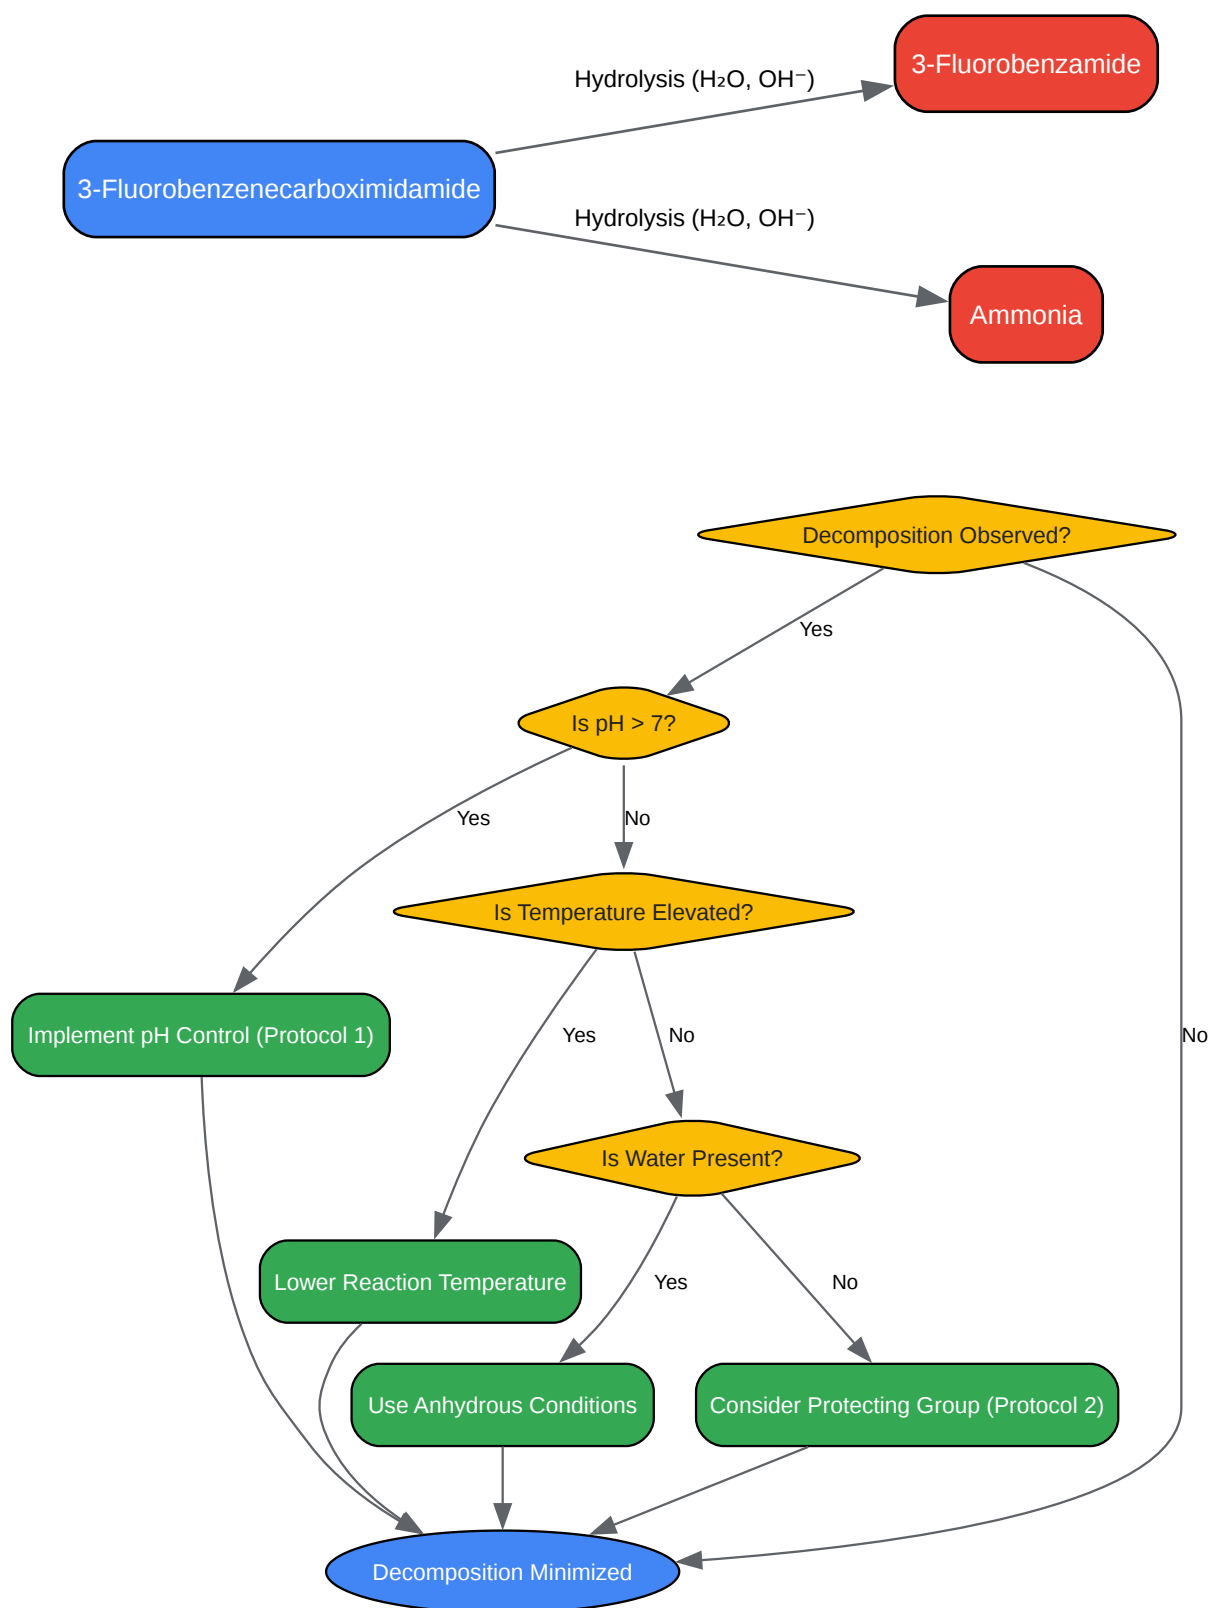 3-Fluorobenzamide
Hydrolysis (H₂O, OH⁻)
3-Fluorobenzenecarboximidamide
Hydrolysis (H₂O, OH⁻)
Ammonia
Decomposition Observed?
Yes
Is pH > 7?
Yes
No
Is Temperature Elevated?
Implement pH Control (Protocol 1)
Yes
No
No
Is Water Present?
Lower Reaction Temperature
Yes
No
Use Anhydrous Conditions
Consider Protecting Group (Protocol 2)
Decomposition Minimized